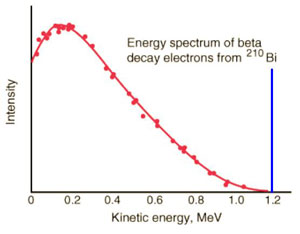 Energy spectrum of beta
decay electrons from ²¹⁰Bi
Intensity
0 0.2 0.4 0.6 0.8 1.0 1.2
Kinetic energy, MeV